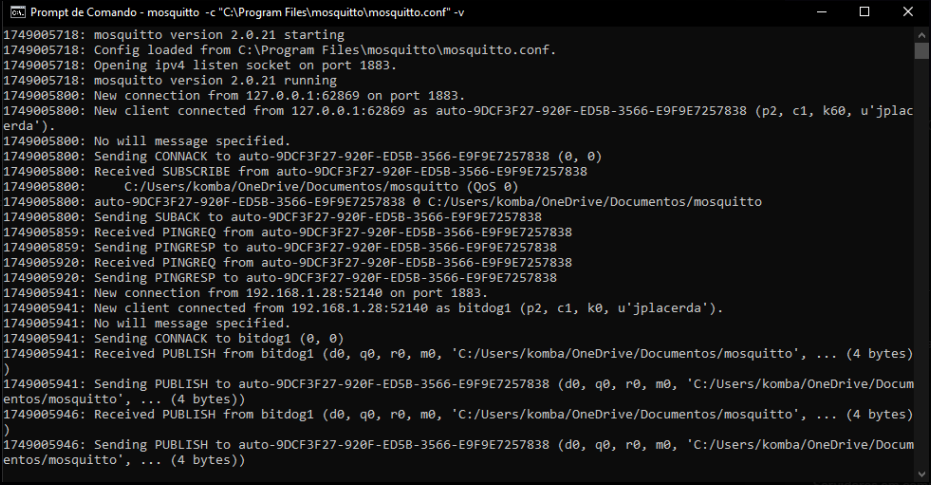 Prompt de Comando - mosquitto -c "C:\Program Files\mosquitto\mosquitto.conf" -v
1749005718: mosquitto version 2.0.21 starting
1749005718: Config loaded from C:\Program Files\mosquitto\mosquitto.conf.
1749005718: Opening ipv4 listen socket on port 1883.
1749005718: mosquitto version 2.0.21 running
1749005800: New connection from 127.0.0.1:62869 on port 1883.
1749005800: New client connected from 127.0.0.1:62869 as auto-9DCF3F27-920F-ED5B-3566-E9F9E7257838 (p2, c1, k60, u'jplac
erda').
1749005800: No will message specified.
1749005800: Sending CONNACK to auto-9DCF3F27-920F-ED5B-3566-E9F9E7257838 (0, 0)
1749005800: Received SUBSCRIBE from auto-9DCF3F27-920F-ED5B-3566-E9F9E7257838
1749005800:     C:/Users/komba/OneDrive/Documentos/mosquitto (QoS 0)
1749005800: auto-9DCF3F27-920F-ED5B-3566-E9F9E7257838 0 C:/Users/komba/OneDrive/Documentos/mosquitto
1749005800: Sending SUBACK to auto-9DCF3F27-920F-ED5B-3566-E9F9E7257838
1749005859: Received PINGREQ from auto-9DCF3F27-920F-ED5B-3566-E9F9E7257838
1749005859: Sending PINGRESP to auto-9DCF3F27-920F-ED5B-3566-E9F9E7257838
1749005920: Received PINGREQ from auto-9DCF3F27-920F-ED5B-3566-E9F9E7257838
1749005920: Sending PINGRESP to auto-9DCF3F27-920F-ED5B-3566-E9F9E7257838
1749005941: New connection from 192.168.1.28:52140 on port 1883.
1749005941: New client connected from 192.168.1.28:52140 as bitdog1 (p2, c1, k0, u'jplacerda').
1749005941: No will message specified.
1749005941: Sending CONNACK to bitdog1 (0, 0)
1749005941: Received PUBLISH from bitdog1 (d0, q0, r0, m0, 'C:/Users/komba/OneDrive/Documentos/mosquitto', ... (4 bytes)
)
1749005941: Sending PUBLISH to auto-9DCF3F27-920F-ED5B-3566-E9F9E7257838 (d0, q0, r0, m0, 'C:/Users/komba/OneDrive/Docum
entos/mosquitto', ... (4 bytes))
1749005946: Received PUBLISH from bitdog1 (d0, q0, r0, m0, 'C:/Users/komba/OneDrive/Documentos/mosquitto', ... (4 bytes)
)
1749005946: Sending PUBLISH to auto-9DCF3F27-920F-ED5B-3566-E9F9E7257838 (d0, q0, r0, m0, 'C:/Users/komba/OneDrive/Docum
entos/mosquitto', ... (4 bytes))